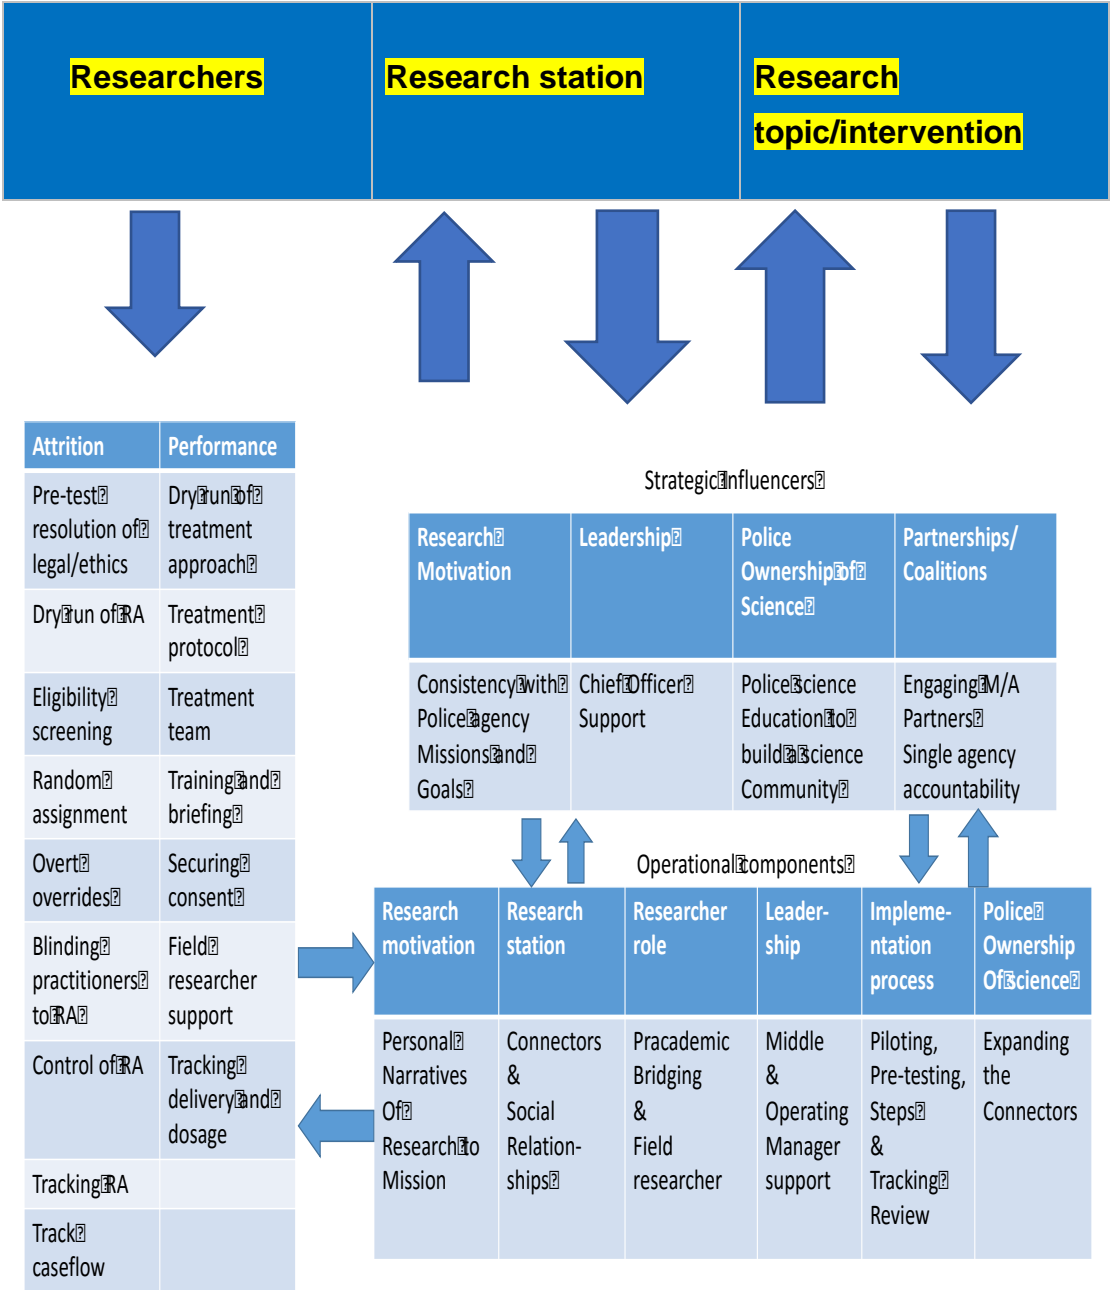 Researchers
Research station
Research
topic/intervention
Attrition
Performance
Pre-test
resolution of
legal/ethics
Dry run of
treatment
approach
Dry run of RA
Treatment
protocol
Eligibility
screening
Treatment
team
Random
assignment
Training and
briefing
Overt
overrides
Securing
consent
Blinding
practitioners
to RA
Field
researcher
support
Control of RA
Tracking
delivery and
dosage
Tracking RA
Track
caseflow
Strategic Influencers
Research
Motivation
Leadership
Police
Ownership of
Science
Partnerships/
Coalitions
Consistency with
Police agency
Missions and
Goals
Chief Officer
Support
Police science
Education to
build a science
Community
Engaging M/A
Partners
Single agency
accountability
Operational components
Research
motivation
Research
station
Researcher
role
Leader-
ship
Impleme-
ntation
process
Police
Ownership
Of science
Personal
Narratives
Of
Research to
Mission
Connectors
&
Social
Relation-
ships
Pracademic
Bridging
&
Field
researcher
Middle
&
Operating
Manager
support
Piloting,
Pre-testing,
Steps
&
Tracking
Review
Expanding
the
Connectors